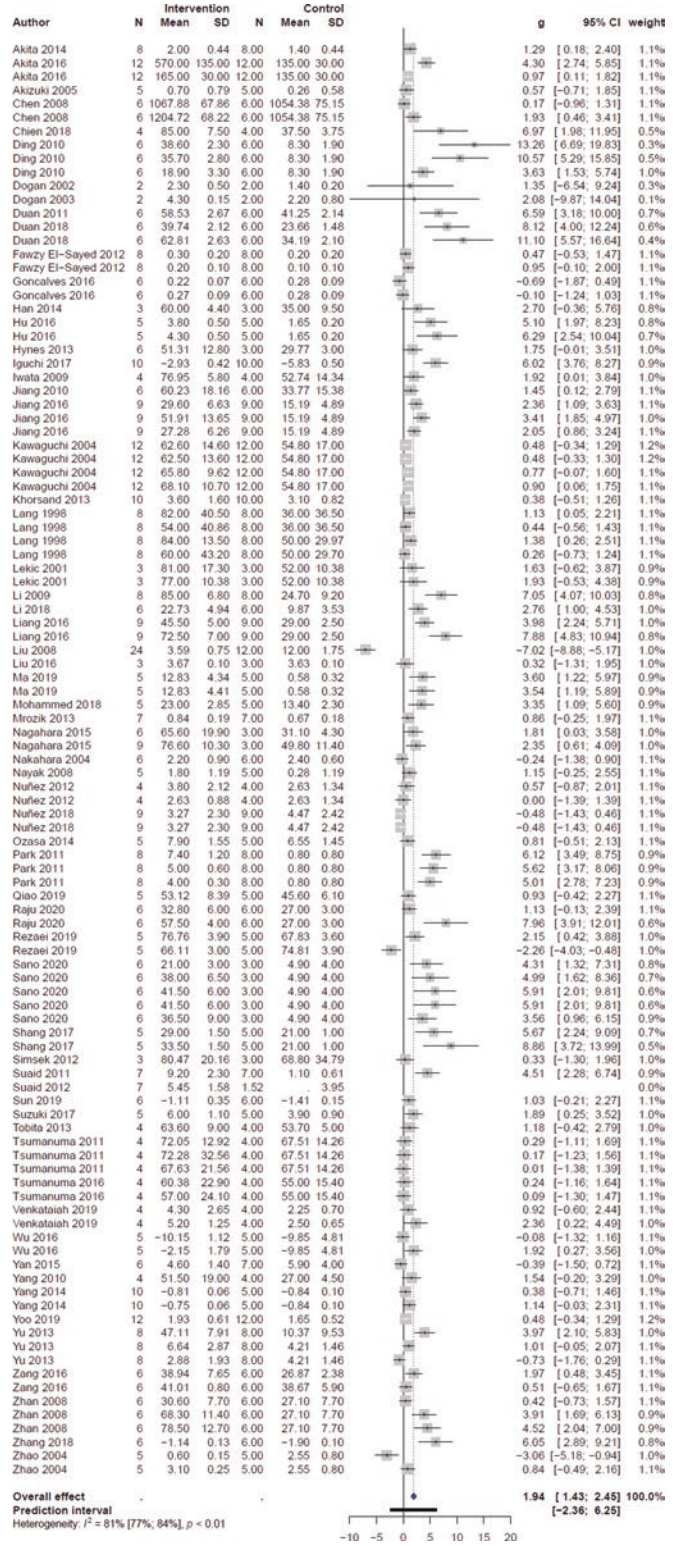 Intervention Control
Author N Mean SD N Mean SD g 95% CI weight
Akita 2014 8 2.00 0.44 8.00 1.40 0.44 1.29 [ 0.18; 2.40] 1.1%
Akita 2016 12 570.00 135.00 12.00 135.00 30.00 4.30 [ 2.74; 5.85] 1.1%
Akita 2016 12 165.00 30.00 12.00 135.00 30.00 0.97 [ 0.11; 1.82] 1.1%
Akizuki 2005 5 0.70 0.79 5.00 0.26 0.58 0.57 [-0.71; 1.85] 1.1%
Chen 2008 6 1067.88 67.86 6.00 1054.38 75.15 0.17 [-0.96; 1.31] 1.1%
Chen 2008 6 1204.72 68.22 6.00 1054.38 75.15 1.93 [ 0.46; 3.41] 1.1%
Chien 2018 4 85.00 7.50 4.00 37.50 3.75 6.97 [ 1.98; 11.95] 0.5%
Ding 2010 6 38.60 2.30 6.00 8.30 1.90 13.26 [ 6.69; 19.83] 0.3%
Ding 2010 6 35.70 2.80 6.00 8.30 1.90 10.57 [ 5.29; 15.85] 0.5%
Ding 2010 6 18.90 3.30 6.00 8.30 1.90 3.63 [ 1.53; 5.74] 1.0%
Dogan 2002 2 2.30 0.50 2.00 1.40 0.20 1.35 [-6.54; 9.24] 0.3%
Dogan 2003 2 4.30 0.15 2.00 2.20 0.80 2.08 [-9.87; 14.04] 0.1%
Duan 2011 6 58.53 2.67 6.00 41.25 2.14 6.59 [ 3.18; 10.00] 0.7%
Duan 2018 6 39.74 2.12 6.00 23.66 1.48 8.12 [ 4.00; 12.24] 0.6%
Duan 2018 6 62.81 2.63 6.00 34.19 2.10 11.10 [ 5.57; 16.64] 0.4%
Fawzy El−Sayed 2012 8 0.30 0.20 8.00 0.20 0.20 0.47 [-0.53; 1.47] 1.1%
Fawzy El−Sayed 2012 8 0.20 0.10 8.00 0.10 0.10 0.95 [-0.10; 2.00] 1.1%
Goncalves 2016 6 0.22 0.07 6.00 0.28 0.09 −0.69 [-1.87; 0.49] 1.1%
Goncalves 2016 6 0.27 0.09 6.00 0.28 0.09 −0.10 [-1.24; 1.03] 1.1%
Han 2014 3 60.00 4.40 3.00 35.00 9.50 2.70 [-0.36; 5.76] 0.8%
Hu 2016 5 3.80 0.50 5.00 1.65 0.20 5.10 [ 1.97; 8.23] 0.8%
Hu 2016 5 4.30 0.50 5.00 1.65 0.20 6.29 [ 2.54; 10.04] 0.7%
Hynes 2013 6 51.31 12.80 3.00 29.77 3.00 1.75 [-0.01; 3.51] 1.0%
Iguchi 2017 10 −2.93 0.42 10.00 −5.83 0.50 6.02 [ 3.76; 8.27] 0.9%
Iwata 2009 4 76.95 5.80 4.00 52.74 14.34 1.92 [ 0.01; 3.84] 1.0%
Jiang 2010 6 60.23 18.16 6.00 33.77 15.38 1.45 [ 0.12; 2.79] 1.1%
Jiang 2016 9 29.60 6.63 9.00 15.19 4.89 2.36 [ 1.09; 3.63] 1.1%
Jiang 2016 9 51.91 13.65 9.00 15.19 4.89 3.41 [ 1.85; 4.97] 1.1%
Jiang 2016 9 27.28 6.26 9.00 15.19 4.89 2.05 [ 0.86; 3.24] 1.1%
Kawaguchi 2004 12 62.60 14.60 12.00 54.80 17.00 0.48 [-0.34; 1.29] 1.2%
Kawaguchi 2004 12 62.50 13.60 12.00 54.80 17.00 0.48 [-0.33; 1.30] 1.2%
Kawaguchi 2004 12 65.80 9.62 12.00 54.80 17.00 0.77 [-0.07; 1.60] 1.1%
Kawaguchi 2004 12 68.10 10.70 12.00 54.80 17.00 0.90 [ 0.06; 1.75] 1.1%
Khorsand 2013 10 3.60 1.60 10.00 3.10 0.82 0.38 [-0.51; 1.26] 1.1%
Lang 1998 8 82.00 40.50 8.00 36.00 36.50 1.13 [ 0.05; 2.21] 1.1%
Lang 1998 8 54.00 40.86 8.00 36.00 36.50 0.44 [-0.56; 1.43] 1.1%
Lang 1998 8 84.00 13.50 8.00 50.00 29.97 1.38 [ 0.26; 2.51] 1.1%
Lang 1998 8 60.00 43.20 8.00 50.00 29.70 0.26 [-0.73; 1.24] 1.1%
Lekic 2001 3 81.00 17.30 3.00 52.00 10.38 1.63 [-0.62; 3.87] 0.9%
Lekic 2001 3 77.00 10.38 3.00 52.00 10.38 1.93 [-0.53; 4.38] 0.9%
Li 2009 8 85.00 6.80 8.00 24.70 9.20 7.05 [ 4.07; 10.03] 0.8%
Li 2018 6 22.73 4.94 6.00 9.87 3.53 2.76 [ 1.00; 4.53] 1.0%
Liang 2016 9 45.50 5.00 9.00 29.00 2.50 3.98 [ 2.24; 5.71] 1.0%
Liang 2016 9 72.50 7.00 9.00 29.00 2.50 7.88 [ 4.83; 10.94] 0.8%
Liu 2008 24 3.59 0.75 12.00 12.00 1.75 −7.02 [-8.88; -5.17] 1.0%
Liu 2016 3 3.67 0.10 3.00 3.63 0.10 0.32 [-1.31; 1.95] 1.0%
Ma 2019 5 12.83 4.34 5.00 0.58 0.32 3.60 [ 1.22; 5.97] 0.9%
Ma 2019 5 12.83 4.41 5.00 0.58 0.32 3.54 [ 1.19; 5.89] 0.9%
Mohammed 2018 5 23.00 2.85 5.00 13.40 2.30 3.35 [ 1.09; 5.60] 0.9%
Mrozik 2013 7 0.84 0.19 7.00 0.67 0.18 0.86 [-0.25; 1.97] 1.1%
Nagahara 2015 6 65.60 19.90 3.00 31.10 4.30 1.81 [ 0.03; 3.58] 1.0%
Nagahara 2015 9 76.60 10.30 3.00 49.80 11.40 2.35 [ 0.61; 4.09] 1.0%
Nakahara 2004 6 2.20 0.90 6.00 2.40 0.60 −0.24 [-1.38; 0.90] 1.1%
Nayak 2008 5 1.80 1.19 5.00 0.28 1.19 1.15 [-0.25; 2.55] 1.1%
Nuñez 2012 4 3.80 2.12 4.00 2.63 1.34 0.57 [-0.87; 2.01] 1.1%
Nuñez 2012 4 2.63 0.88 4.00 2.63 1.34 0.00 [-1.39; 1.39] 1.1%
Nuñez 2018 9 3.27 2.30 9.00 4.47 2.42 −0.48 [-1.43; 0.46] 1.1%
Nuñez 2018 9 3.27 2.30 9.00 4.47 2.42 −0.48 [-1.43; 0.46] 1.1%
Ozasa 2014 5 7.90 1.55 5.00 6.55 1.45 0.81 [-0.51; 2.13] 1.1%
Park 2011 8 7.40 1.20 8.00 0.80 0.80 6.12 [ 3.49; 8.75] 0.9%
Park 2011 8 5.00 0.60 8.00 0.80 0.80 5.62 [ 3.17; 8.06] 0.9%
Park 2011 8 4.00 0.30 8.00 0.80 0.80 5.01 [ 2.78; 7.23] 0.9%
Qiao 2019 5 53.12 8.39 5.00 45.60 6.10 0.93 [-0.42; 2.27] 1.1%
Raju 2020 6 32.80 6.00 6.00 27.00 3.00 1.13 [-0.13; 2.39] 1.1%
Raju 2020 6 57.50 4.00 6.00 27.00 3.00 7.96 [ 3.91; 12.01] 0.6%
Rezaei 2019 5 76.76 3.90 5.00 67.83 3.60 2.15 [ 0.42; 3.88] 1.0%
Rezaei 2019 5 66.11 3.00 5.00 74.81 3.90 −2.26 [-4.03; -0.48] 1.0%
Sano 2020 6 21.00 3.00 3.00 4.90 4.00 4.31 [ 1.32; 7.31] 0.8%
Sano 2020 6 38.00 6.50 3.00 4.90 4.00 4.99 [ 1.62; 8.36] 0.7%
Sano 2020 6 41.50 6.00 3.00 4.90 4.00 5.91 [ 2.01; 9.81] 0.6%
Sano 2020 6 41.50 6.00 3.00 4.90 4.00 5.91 [ 2.01; 9.81] 0.6%
Sano 2020 6 36.50 9.00 3.00 4.90 4.00 3.56 [ 0.96; 6.15] 0.9%
Shang 2017 5 29.00 1.50 5.00 21.00 1.00 5.67 [ 2.24; 9.09] 0.7%
Shang 2017 5 33.50 1.50 5.00 21.00 1.00 8.86 [ 3.72; 13.99] 0.5%
Simsek 2012 3 80.47 20.16 3.00 68.80 34.79 0.33 [-1.30; 1.96] 1.0%
Suaid 2011 7 9.20 2.30 7.00 1.10 0.61 4.51 [ 2.28; 6.74] 0.9%
Suaid 2012 7 5.45 1.58 1.52 . 3.95 0.0%
Sun 2019 6 −1.11 0.35 6.00 −1.41 0.15 1.03 [-0.21; 2.27] 1.1%
Suzuki 2017 5 6.00 1.10 5.00 3.90 0.90 1.89 [ 0.25; 3.52] 1.0%
Tobita 2013 4 63.60 9.00 4.00 53.70 5.00 1.18 [-0.42; 2.79] 1.0%
Tsumanuma 2011 4 72.05 12.92 4.00 67.51 14.26 0.29 [-1.11; 1.69] 1.1%
Tsumanuma 2011 4 72.28 32.56 4.00 67.51 14.26 0.17 [-1.23; 1.56] 1.1%
Tsumanuma 2011 4 67.63 21.56 4.00 67.51 14.26 0.01 [-1.38; 1.39] 1.1%
Tsumanuma 2016 4 60.38 22.90 4.00 55.00 15.40 0.24 [-1.16; 1.64] 1.1%
Tsumanuma 2016 4 57.00 24.10 4.00 55.00 15.40 0.09 [-1.30; 1.47] 1.1%
Venkataiah 2019 4 4.30 2.65 4.00 2.25 0.70 0.92 [-0.60; 2.44] 1.1%
Venkataiah 2019 4 5.20 1.25 4.00 2.50 0.65 2.36 [ 0.22; 4.49] 1.0%
Wu 2016 5 −10.15 1.12 5.00 −9.85 4.81 −0.08 [-1.32; 1.16] 1.1%
Wu 2016 5 −2.15 1.79 5.00 −9.85 4.81 1.92 [ 0.27; 3.56] 1.0%
Yan 2015 6 4.60 1.40 7.00 5.90 4.00 −0.39 [-1.50; 0.72] 1.1%
Yang 2010 4 51.50 19.00 4.00 27.00 4.50 1.54 [-0.20; 3.29] 1.0%
Yang 2014 10 −0.81 0.06 5.00 −0.84 0.10 0.38 [-0.71; 1.46] 1.1%
Yang 2014 10 −0.75 0.06 5.00 −0.84 0.10 1.14 [-0.03; 2.31] 1.1%
Yoo 2019 12 1.93 0.61 12.00 1.65 0.52 0.48 [-0.34; 1.29] 1.1%
Yu 2013 8 47.11 7.91 8.00 10.37 9.53 3.97 [ 2.10; 5.83] 1.0%
Yu 2013 8 6.64 2.87 8.00 4.21 1.46 1.01 [-0.05; 2.07] 1.1%
Yu 2013 8 2.88 1.93 8.00 4.21 1.46 −0.73 [-1.76; 0.29] 1.1%
Zang 2016 6 38.94 7.65 6.00 26.87 2.38 1.97 [ 0.48; 3.45] 1.1%
Zang 2016 6 41.01 0.80 6.00 38.67 5.90 0.51 [-0.65; 1.67] 1.1%
Zhan 2008 6 30.60 7.70 6.00 27.10 7.70 0.42 [-0.73; 1.57] 1.1%
Zhan 2008 6 68.30 11.40 6.00 27.10 7.70 3.91 [ 1.69; 6.13] 0.9%
Zhan 2008 6 78.50 12.70 6.00 27.10 7.70 4.52 [ 2.04; 7.00] 0.9%
Zhang 2018 6 −1.14 0.13 6.00 −1.90 0.10 6.05 [ 2.89; 9.21] 0.8%
Zhao 2004 5 0.60 0.15 5.00 2.55 0.80 −3.06 [-5.18; -0.94] 1.0%
Zhao 2004 5 3.10 0.25 5.00 2.55 0.80 0.84 [-0.49; 2.16] 1.1%
Overall effect . . 1.94 [ 1.43; 2.45] 100.0%
Prediction interval [-2.36; 6.25]
Heterogeneity: I² = 81% [77%; 84%], p < 0.01
−10 −5 0 5 10 15 20